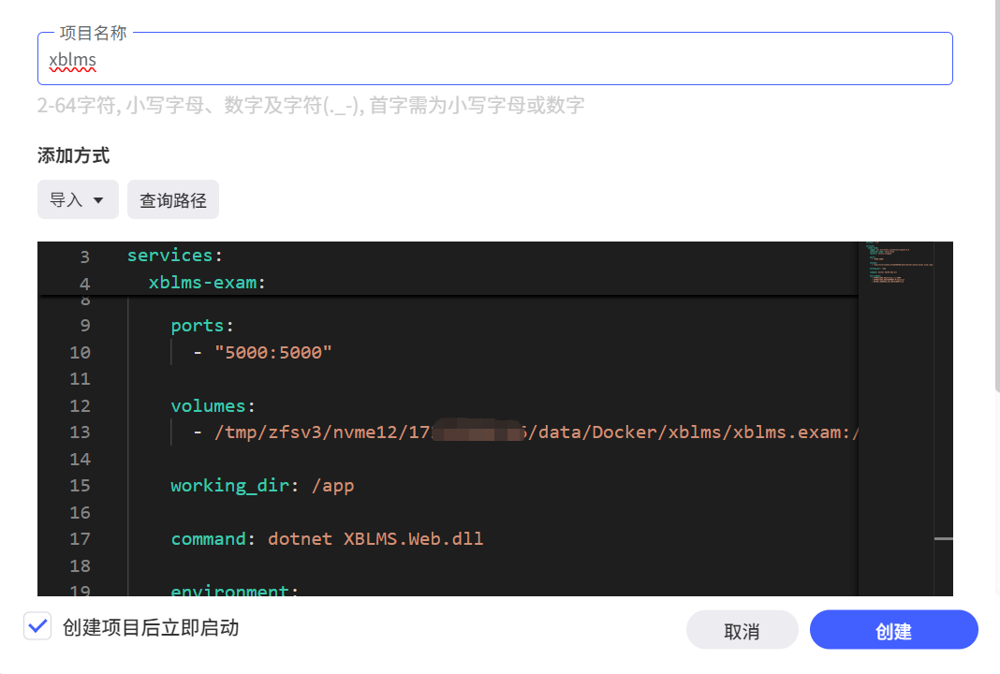 项目名称
xblms
2-64字符, 小写字母、数字及字符(._-), 首字需为小写字母或数字
添加方式
导入 查询路径
3 services:
4 xblms-exam:
8
9 ports:
10 - "5000:5000"
11
12 volumes:
13 - /tmp/zfsv3/nvme12/17 /data/Docker/xblms/xblms.exam:/
14
15 working_dir: /app
16
17 command: dotnet XBLMS.Web.dll
18
19 environment:
创建项目后立即启动 取消 创建